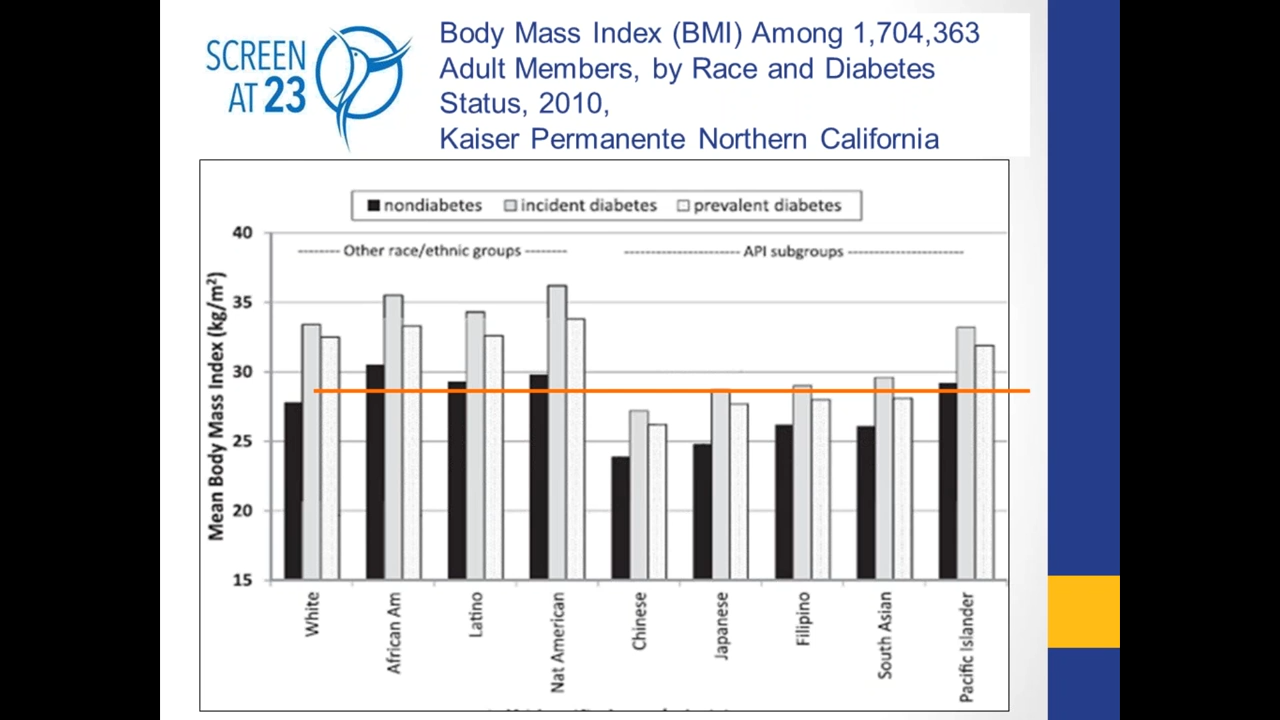 SCREEN
AT 23
Body Mass Index (BMI) Among 1,704,363
Adult Members, by Race and Diabetes
Status, 2010,
Kaiser Permanente Northern California
nondiabetes incident diabetes prevalent diabetes
Other race/ethnic groups API subgroups
Mean Body Mass Index (kg/m²)
40
35
30
25
20
15
White
African Am
Latino
Nat American
Chinese
Japanese
Filipino
South Asian
Pacific Islander